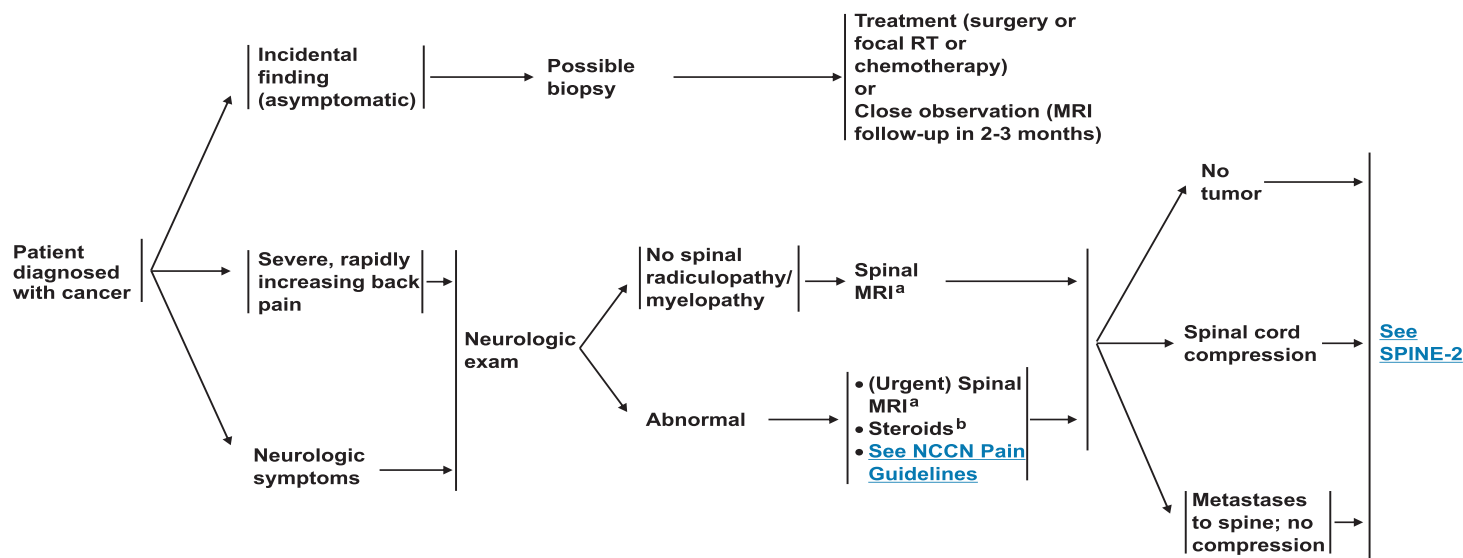 Incidental
finding
(asymptomatic)
Possible
biopsy
Treatment (surgery or
focal RT or
chemotherapy)
or
Close observation (MRI
follow-up in 2-3 months)
Patient
diagnosed
with cancer
Severe, rapidly
increasing back
pain
Neurologic
symptoms
Neurologic
exam
No spinal
radiculopathy/
myelopathy
Spinal
MRIᵃ
Abnormal
• (Urgent) Spinal
MRIᵃ
• Steroidsᵇ
• See NCCN Pain
Guidelines
No
tumor
Spinal cord
compression
Metastases
to spine; no
compression
See
SPINE-2